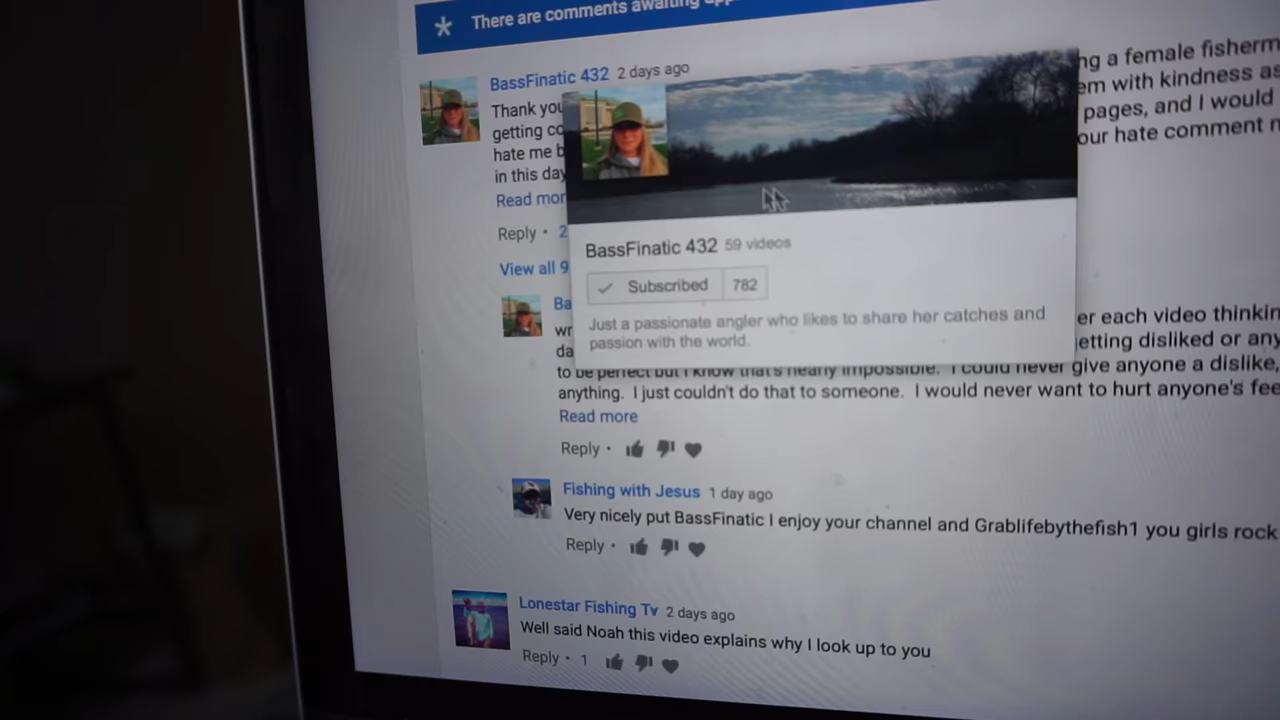 There are comments awaiting
BassFinatic 432 2 days ago
Thank you
getting
hate me
in this day
Read more
Reply · 2
View all 9
ng a female fisherm
em with kindness as
pages, and I would
our hate comment
BassFinatic 432 59 videos
Subscribed 782
Just a passionate angler who likes to share her catches and
passion with the world.
Ba
wr
da
er each video thinkin
etting disliked or any
to be perfect but I know that's nearly impossible. I could never give anyone a dislike,
anything. I just couldn't do that to someone. I would never want to hurt anyone's fee
Read more
Reply ·
Fishing with Jesus 1 day ago
Very nicely put BassFinatic I enjoy your channel and Grablifebythefish1 you girls rock
Reply ·
Lonestar Fishing Tv 2 days ago
Well said Noah this video explains why I look up to you
Reply · 1